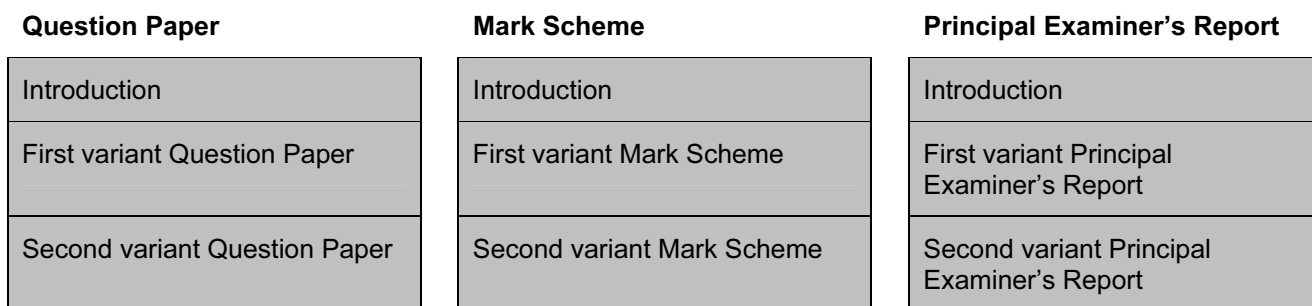 Question Paper
Introduction
First variant Question Paper
Second variant Question Paper
Mark Scheme
Introduction
First variant Mark Scheme
Second variant Mark Scheme
Principal Examiner’s Report
Introduction
First variant Principal
Examiner’s Report
Second variant Principal
Examiner’s Report